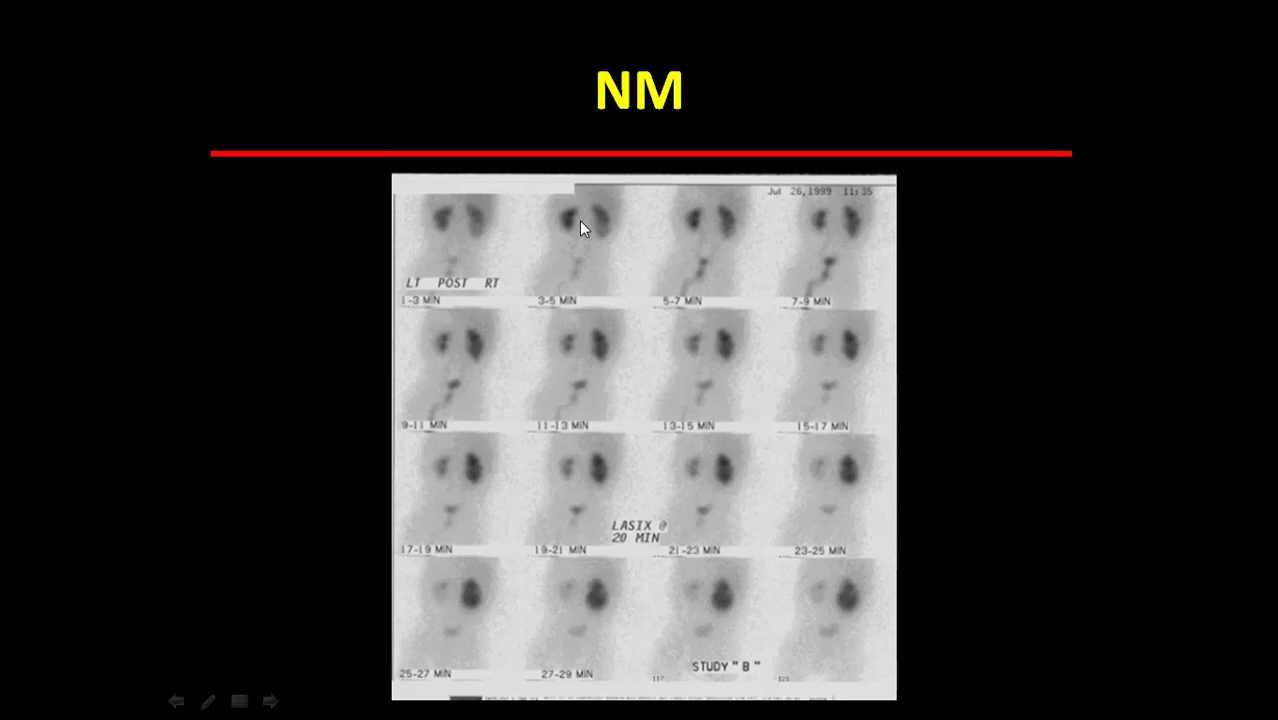 NM
Jul 26,1999 11:35
LT POST RT
1-3 MIN
3-5 MIN
5-7 MIN
7-9 MIN
9-11 MIN
11-13 MIN
13-15 MIN
15-17 MIN
17-19 MIN
19-21 MIN
LASIX @
20 MIN
21-23 MIN
23-25 MIN
25-27 MIN
27-29 MIN
STUDY "B"